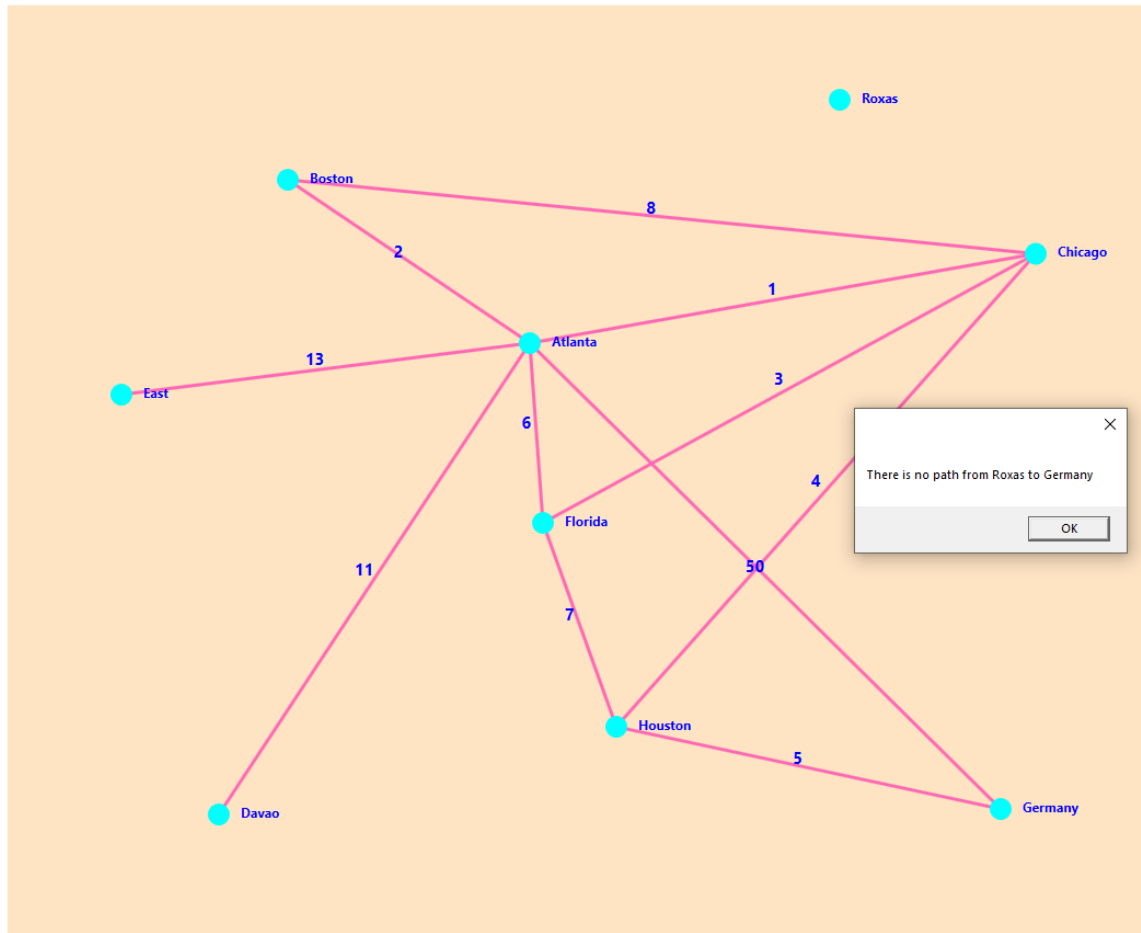 Roxas
Boston
8
2
Chicago
1
Atlanta
13
3
East
6
There is no path from Roxas to Germany
4
OK
Florida
11
50
7
Houston
5
Davao
Germany